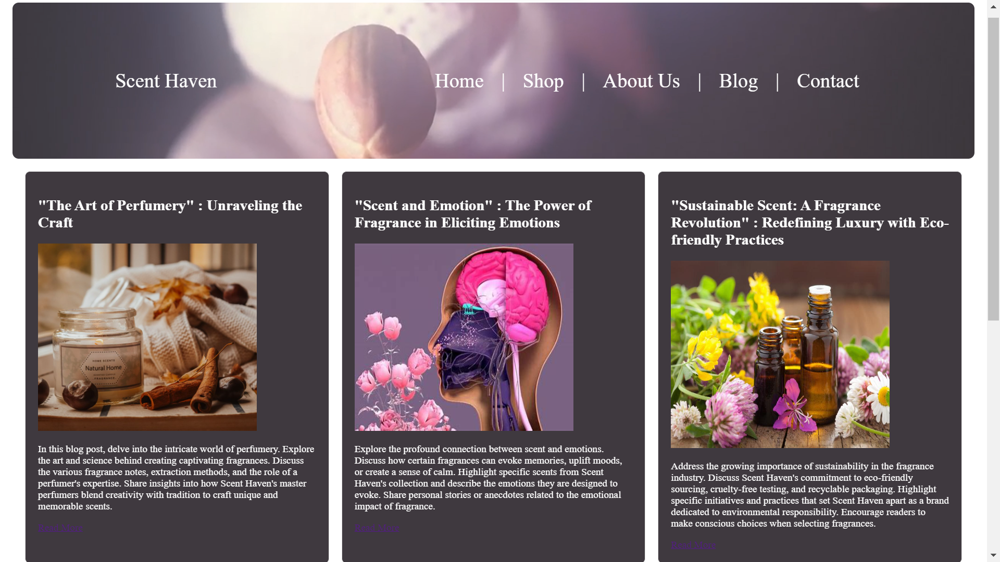 Scent Haven
Home | Shop | About Us | Blog | Contact
"The Art of Perfumery" : Unraveling the
Craft
HOME SCENTS
Natural Home
SCENTED CANDLE
FRAGRANCE
In this blog post, delve into the intricate world of perfumery. Explore
the art and science behind creating captivating fragrances. Discuss
the various fragrance notes, extraction methods, and the role of a
perfumer's expertise. Share insights into how Scent Haven's master
perfumers blend creativity with tradition to craft unique and
memorable scents.
Read More
"Scent and Emotion" : The Power of
Fragrance in Eliciting Emotions
Explore the profound connection between scent and emotions.
Discuss how certain fragrances can evoke memories, uplift moods,
or create a sense of calm. Highlight specific scents from Scent
Haven's collection and describe the emotions they are designed to
evoke. Share personal stories or anecdotes related to the emotional
impact of fragrance.
Read More
"Sustainable Scent: A Fragrance
Revolution" : Redefining Luxury with Eco-
friendly Practices
Address the growing importance of sustainability in the fragrance
industry. Discuss Scent Haven's commitment to eco-friendly
sourcing, cruelty-free testing, and recyclable packaging. Highlight
specific initiatives and practices that set Scent Haven apart as a brand
dedicated to environmental responsibility. Encourage readers to
make conscious choices when selecting fragrances.
Read More